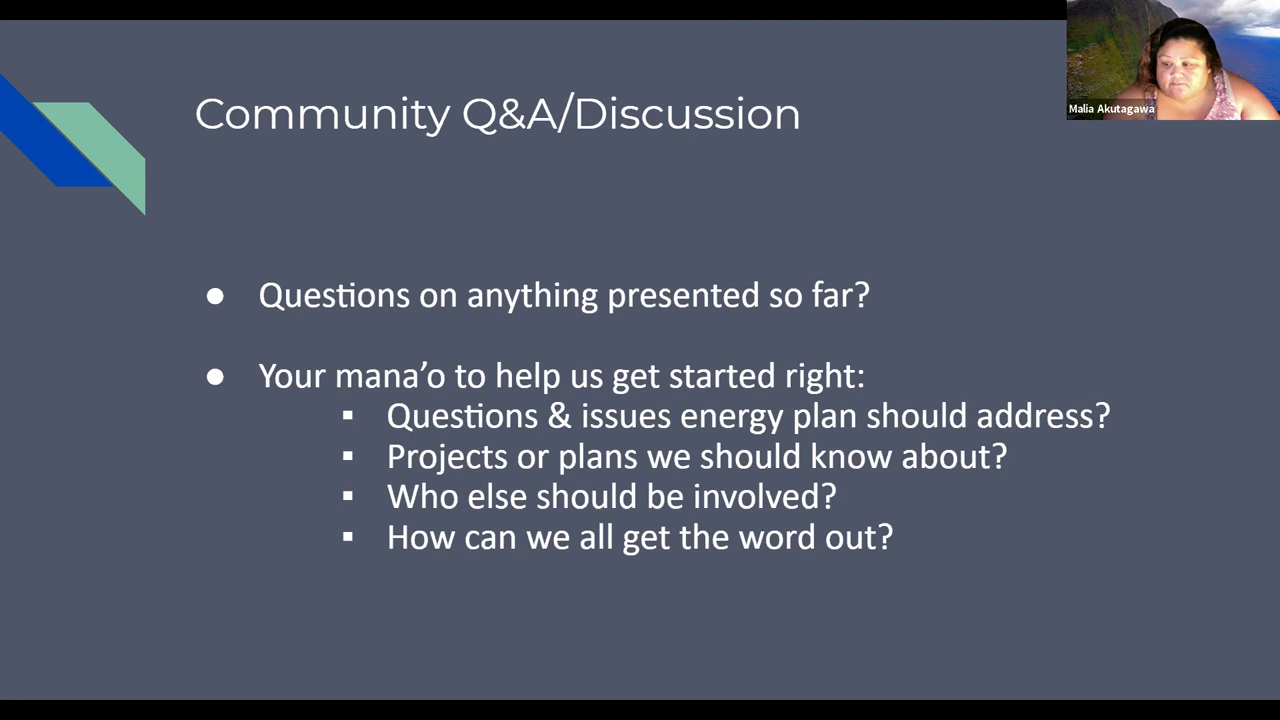 Community Q&A/Discussion
Malia Akutagawa
● Questions on anything presented so far?
● Your mana’o to help us get started right:
▪ Questions & issues energy plan should address?
▪ Projects or plans we should know about?
▪ Who else should be involved?
▪ How can we all get the word out?